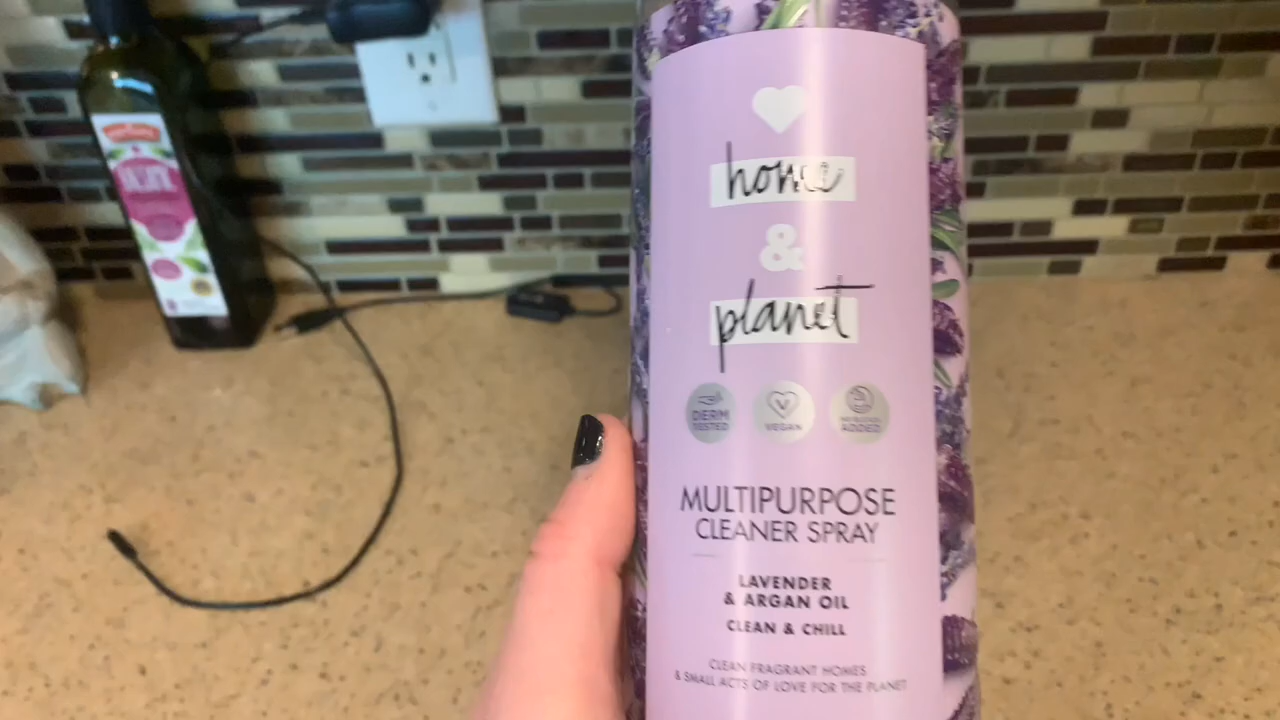 home
&
planet
DERM
TESTED
VEGAN
ADDED
MULTIPURPOSE
CLEANER SPRAY
LAVENDER
& ARGAN OIL
CLEAN & CHILL
CLEAN FRAGRANT HOMES
& SMALL ACTS OF LOVE FOR THE PLANET